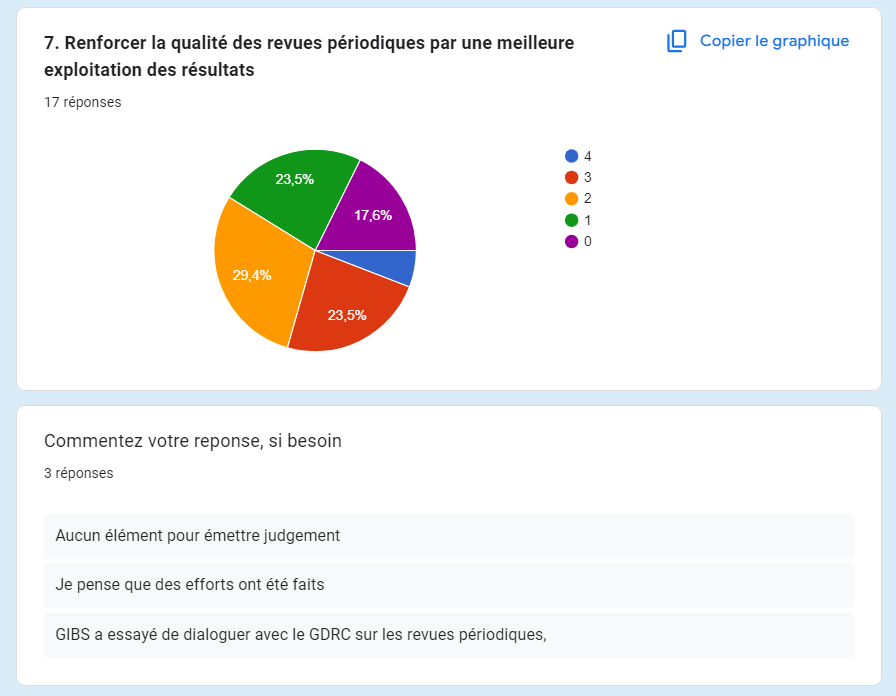 7. Renforcer la qualité des revues périodiques par une meilleure
exploitation des résultats
Copier le graphique
17 réponses
23,5%
17,6%
29,4%
23,5%
4
3
2
1
0
Commentez votre reponse, si besoin
3 réponses
Aucun élément pour émettre judgement
Je pense que des efforts ont été faits
GIBS a essayé de dialoguer avec le GDRC sur les revues périodiques,